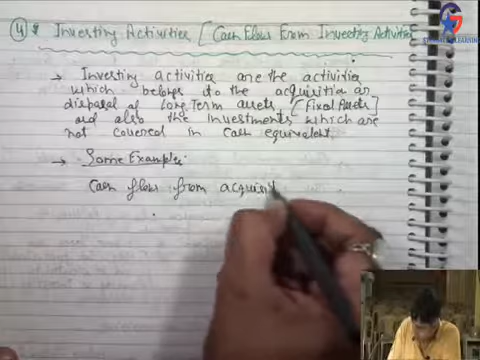 4) Investing Activities [Cash Flows From Investing Activities
→ Investing activities are the activities
which belongs to the acquisition or
disposal of Long Term assets, [Fixed Assets]
and also the investments which are
not covered in cash equivalent.
→ Some Examples
Cash flows from acquisit